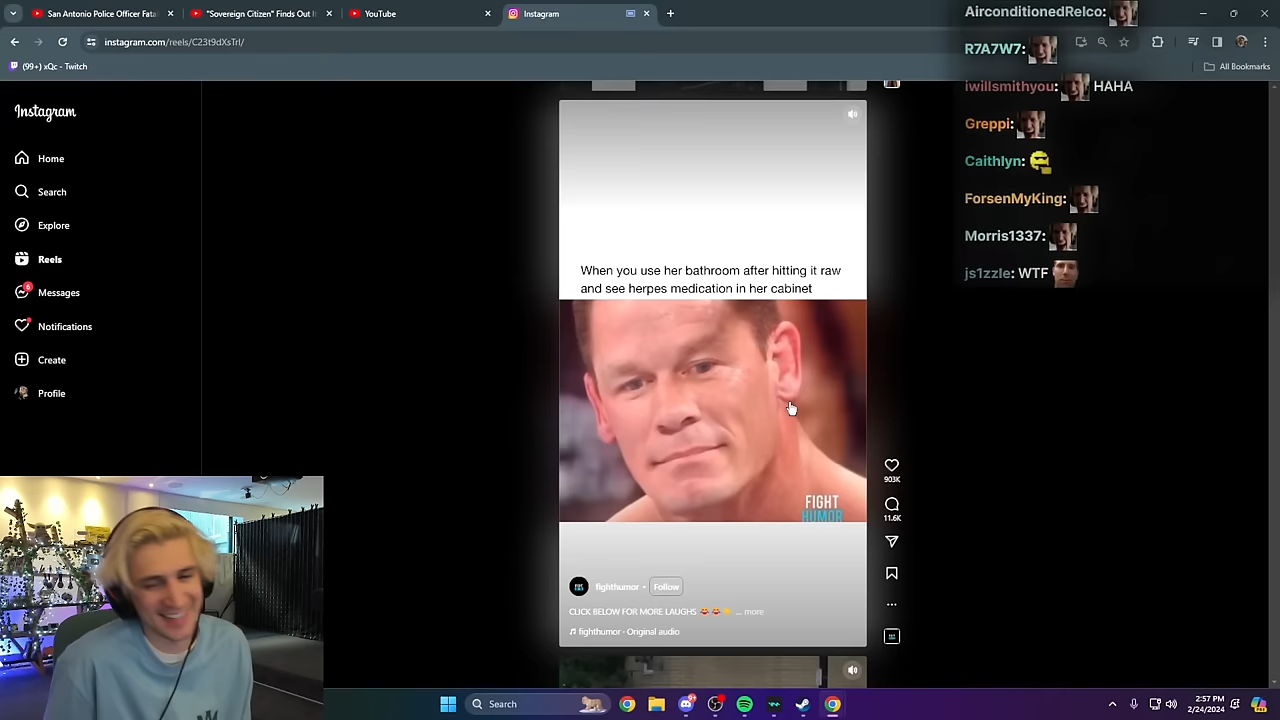 San Antonio Police Officer Fatal
"Sovereign Citizen" Finds Out
YouTube
Instagram
instagram.com/reels/C23t9dXsTrI/
(99+) xQc - Twitch
All Bookmarks
AirconditionedRelco:
R7A7W7:
iwillsmithyou: HAHA
Greppi:
Caithlyn:
ForsenMyKing:
Morris1337:
js1zzle: WTF
Instagram
Home
Search
Explore
Reels
6
Messages
Notifications
Create
Profile
When you use her bathroom after hitting it raw
and see herpes medication in her cabinet
FIGHT
HUMOR
903K
11.6K
fighthumor • Follow
CLICK BELOW FOR MORE LAUGHS ... more
fighthumor · Original audio
Search
2:57 PM
2/24/2024